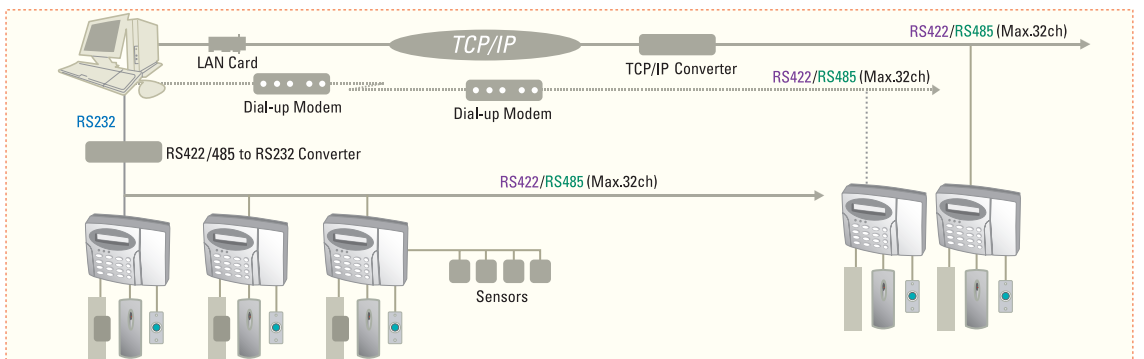 TCP/IP
RS422/RS485 (Max.32ch)
LAN Card
TCP/IP Converter
RS422/RS485 (Max.32ch)
Dial-up Modem
Dial-up Modem
RS232
RS422/485 to RS232 Converter
RS422/RS485 (Max.32ch)
Sensors